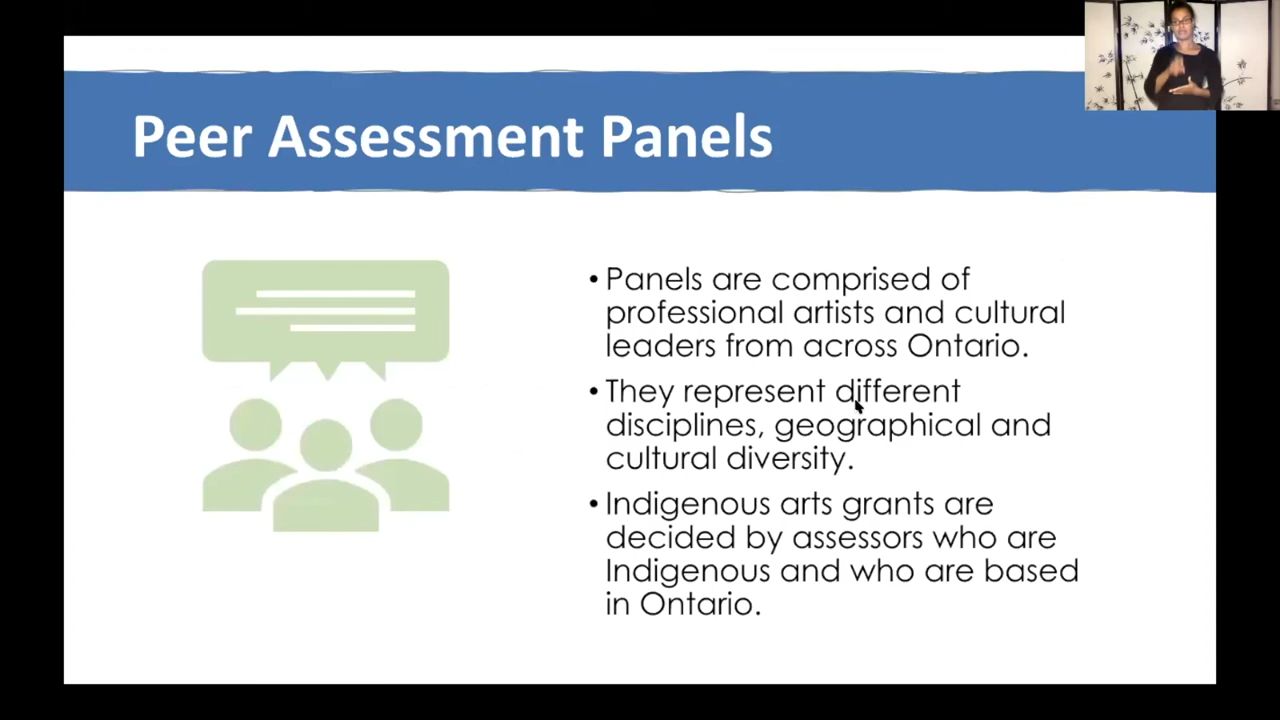 Peer Assessment Panels
• Panels are comprised of
professional artists and cultural
leaders from across Ontario.
• They represent different
disciplines, geographical and
cultural diversity.
• Indigenous arts grants are
decided by assessors who are
Indigenous and who are based
in Ontario.